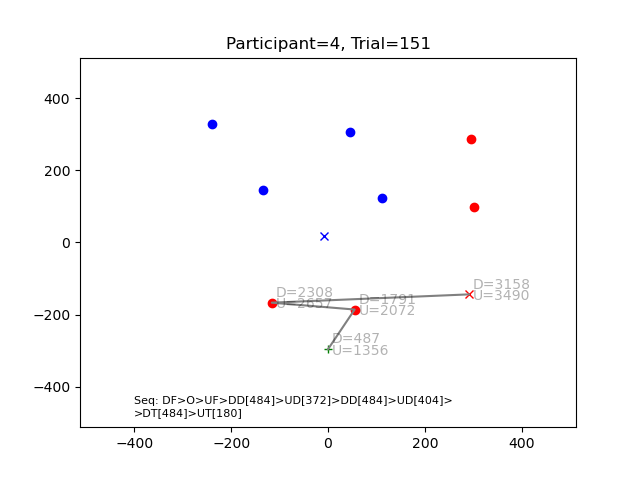 Participant=4, Trial=151
400
200
0
−200
−400
D=3158
U=3490
D=2308
U=2657
D=1791
U=2072
D=487
U=1356
Seq: DF>O>UF>DD[484]>UD[372]>DD[484]>UD[404]>
>DT[484]>UT[180]
−400 −200 0 200 400